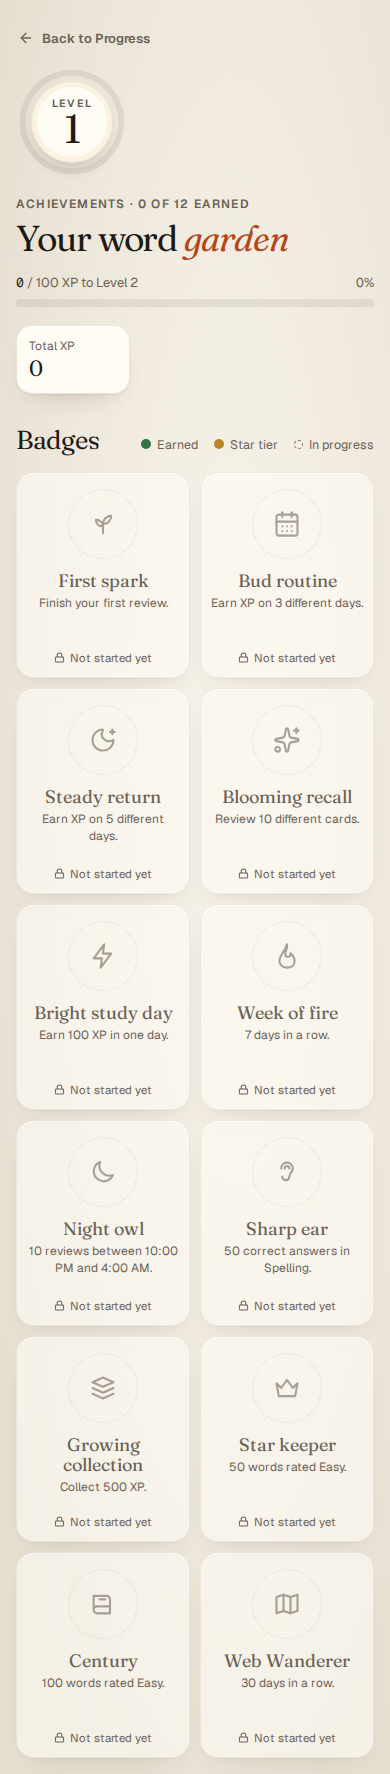 Back to Progress
LEVEL
1
ACHIEVEMENTS · 0 OF 12 EARNED
Your word garden
0 / 100 XP to Level 2
0%
Total XP
0
Badges
Earned
Star tier
In progress
First spark
Finish your first review.
Not started yet
Bud routine
Earn XP on 3 different days.
Not started yet
Steady return
Earn XP on 5 different
days.
Not started yet
Blooming recall
Review 10 different cards.
Not started yet
Bright study day
Earn 100 XP in one day.
Not started yet
Week of fire
7 days in a row.
Not started yet
Night owl
10 reviews between 10:00
PM and 4:00 AM.
Not started yet
Sharp ear
50 correct answers in
Spelling.
Not started yet
Growing
collection
Collect 500 XP.
Not started yet
Star keeper
50 words rated Easy.
Not started yet
Century
100 words rated Easy.
Not started yet
Web Wanderer
30 days in a row.
Not started yet